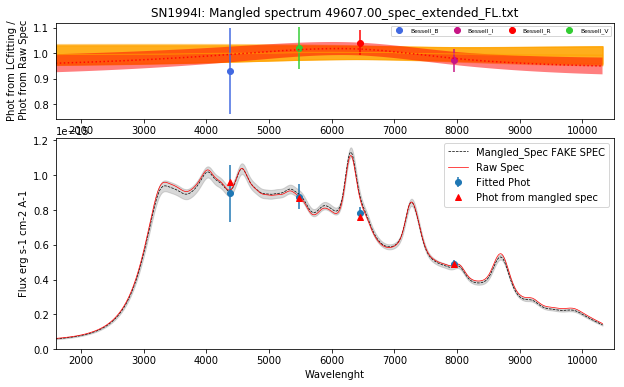 SN1994I: Mangled spectrum 49607.00_spec_extended_FL.txt
Phot from LCfitting /
Phot from Raw Spec
1.1
1.0
0.9
0.8
Bessell_B
Bessell_I
Bessell_R
Bessell_V
2000 3000 4000 5000 6000 7000 8000 9000 10000
1e−15
Flux erg s-1 cm-2 A-1
1.2
1.0
0.8
0.6
0.4
0.2
0.0
Mangled_Spec FAKE SPEC
Raw Spec
Fitted Phot
Phot from mangled spec
2000 3000 4000 5000 6000 7000 8000 9000 10000
Wavelenght